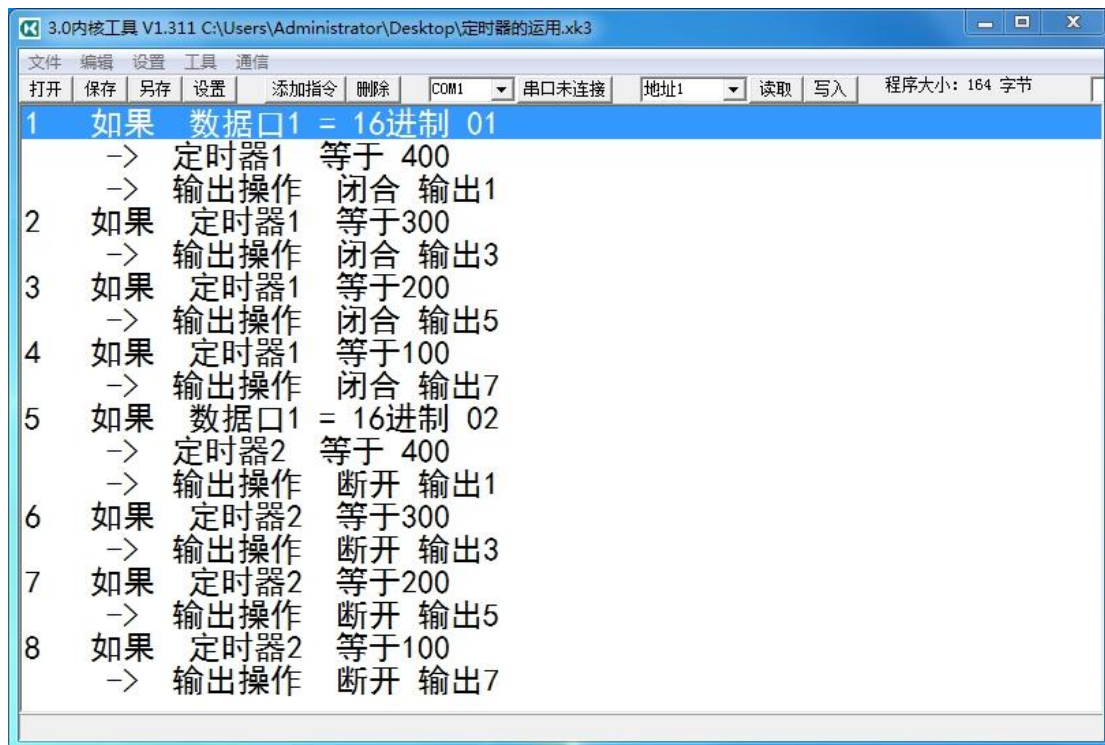 3.0内核工具 V1.311 C:\Users\Administrator\Desktop\定时器的运用.xk3
文件 编辑 设置 工具 通信
打开 保存 另存 设置 添加指令 删除 COM1 串口未连接 地址1 读取 写入 程序大小: 164 字节
1 如果 数据口1 = 16进制 01
-> 定时器1 等于 400
-> 输出操作 闭合 输出1
2 如果 定时器1 等于300
-> 输出操作 闭合 输出3
3 如果 定时器1 等于200
-> 输出操作 闭合 输出5
4 如果 定时器1 等于100
-> 输出操作 闭合 输出7
5 如果 数据口1 = 16进制 02
-> 定时器2 等于 400
-> 输出操作 断开 输出1
6 如果 定时器2 等于300
-> 输出操作 断开 输出3
7 如果 定时器2 等于200
-> 输出操作 断开 输出5
8 如果 定时器2 等于100
-> 输出操作 断开 输出7